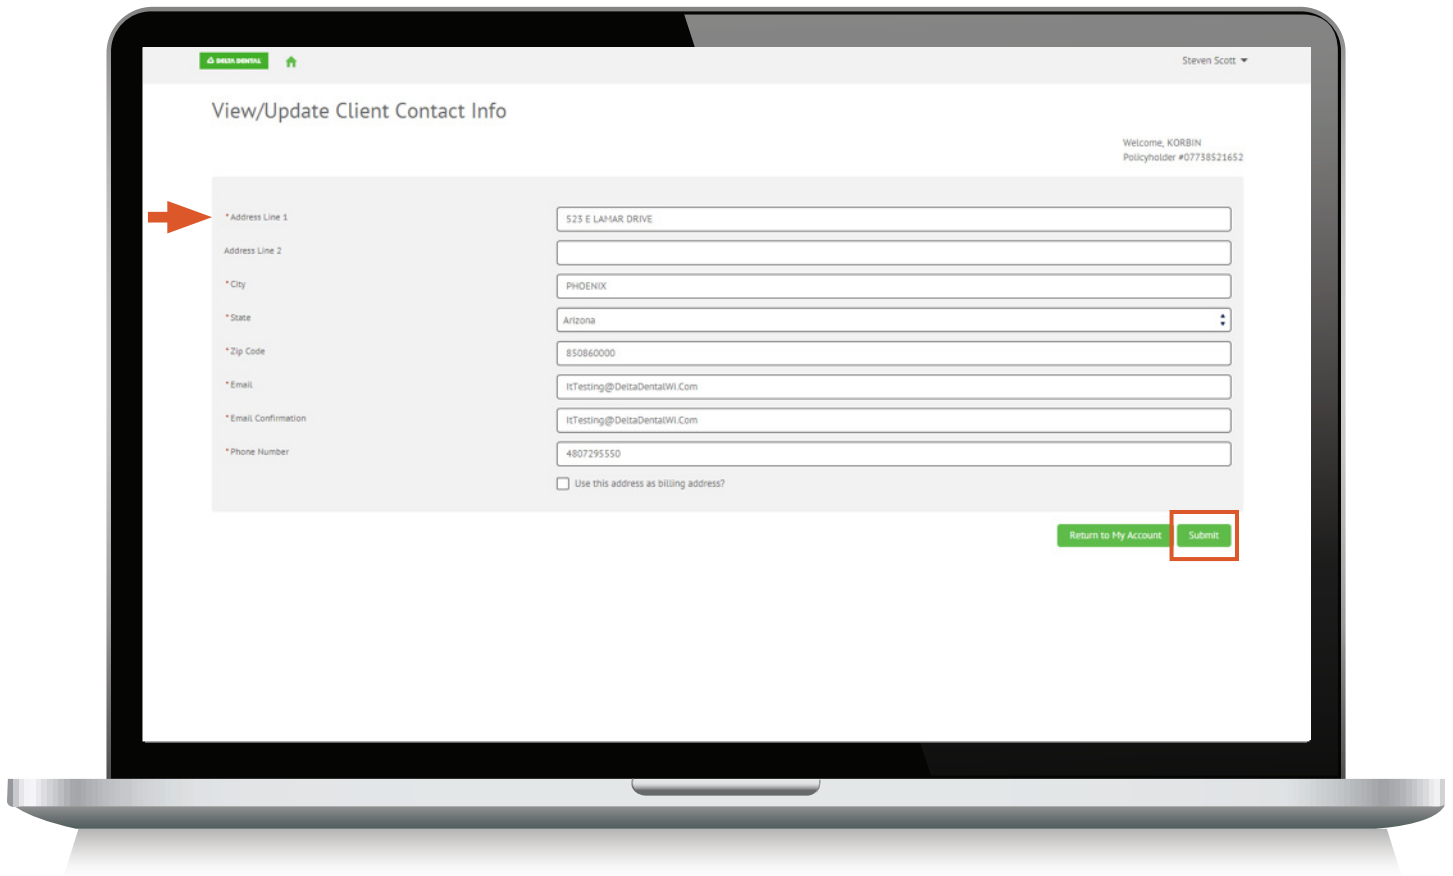 DELTA DENTAL
Steven Scott
View/Update Client Contact Info
Welcome, KORBIN
Policyholder #07738521652
* Address Line 1
523 E LAMAR DRIVE
Address Line 2
* City
PHOENIX
* State
Arizona
* Zip Code
850860000
* Email
ItTesting@DeltaDentalWi.Com
* Email Confirmation
ItTesting@DeltaDentalWi.Com
* Phone Number
4807295550
Use this address as billing address?
Return to My Account
Submit